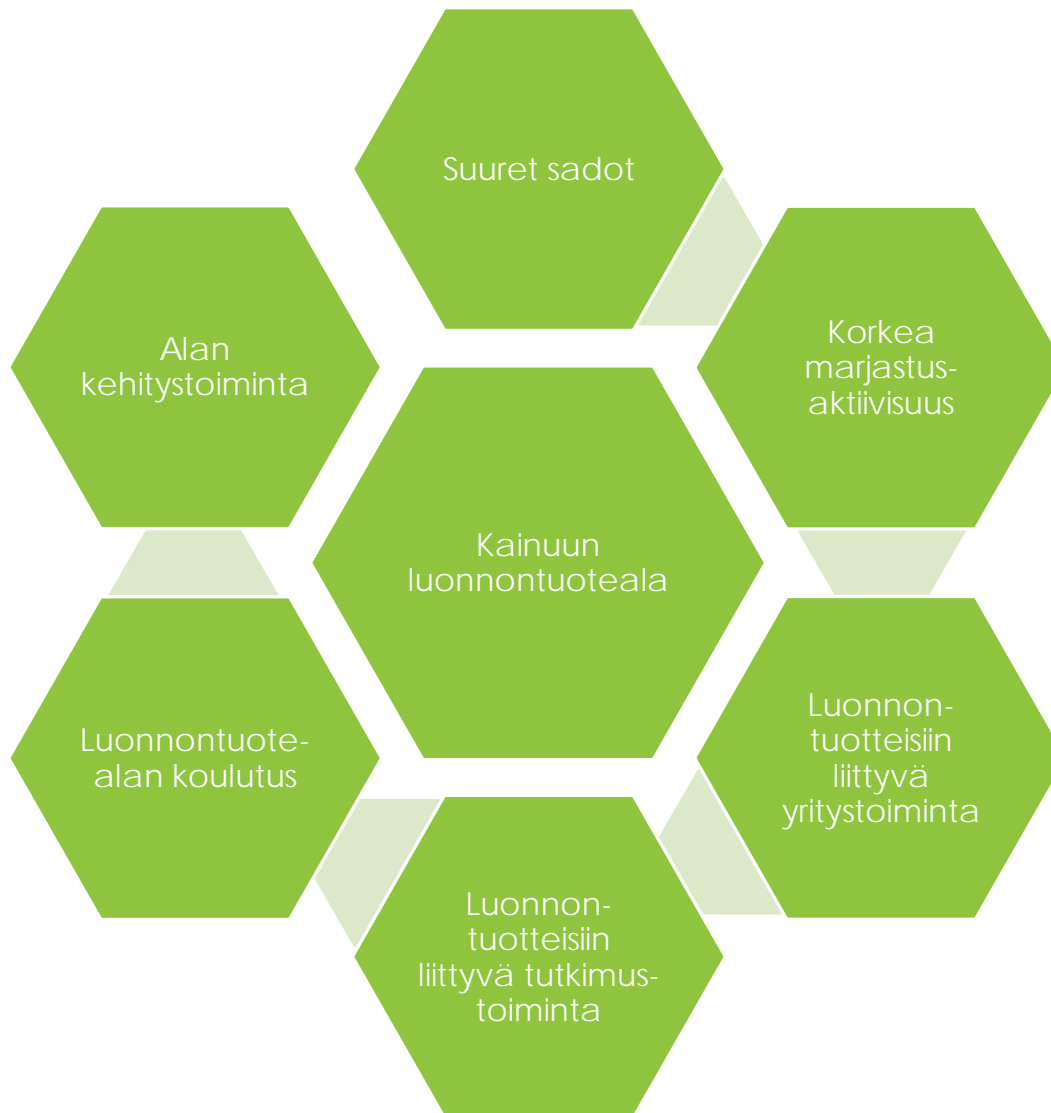 Suuret sadot
Korkea
marjastus-
aktiivisuus
Alan
kehitystoiminta
Kainuun
luonnontuoteala
Luonnon-
tuotteisiin
liittyvä
yritystoiminta
Luonnontuote-
alan koulutus
Luonnon-
tuotteisiin
liittyvä tutkimus-
toiminta